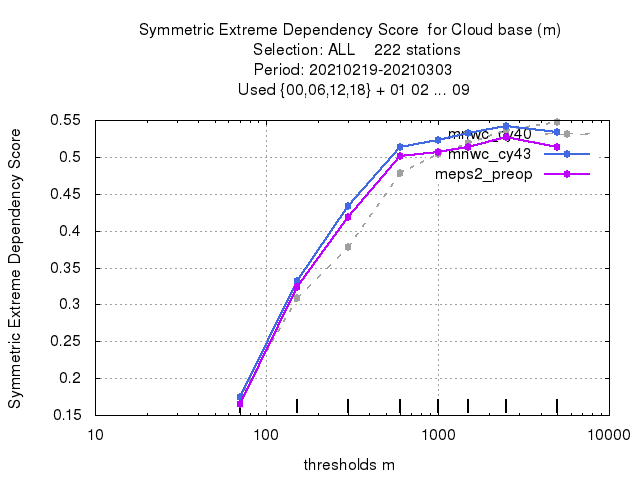 Symmetric Extreme Dependency Score for Cloud base (m)
Selection: ALL 222 stations
Period: 20210219-20210303
Used {00,06,12,18} + 01 02 ... 09
Symmetric Extreme Dependency Score
0.55
0.5
0.45
0.4
0.35
0.3
0.25
0.2
0.15
mnwc_cy40
mnwc_cy43
meps2_preop
10
100
1000
10000
thresholds m